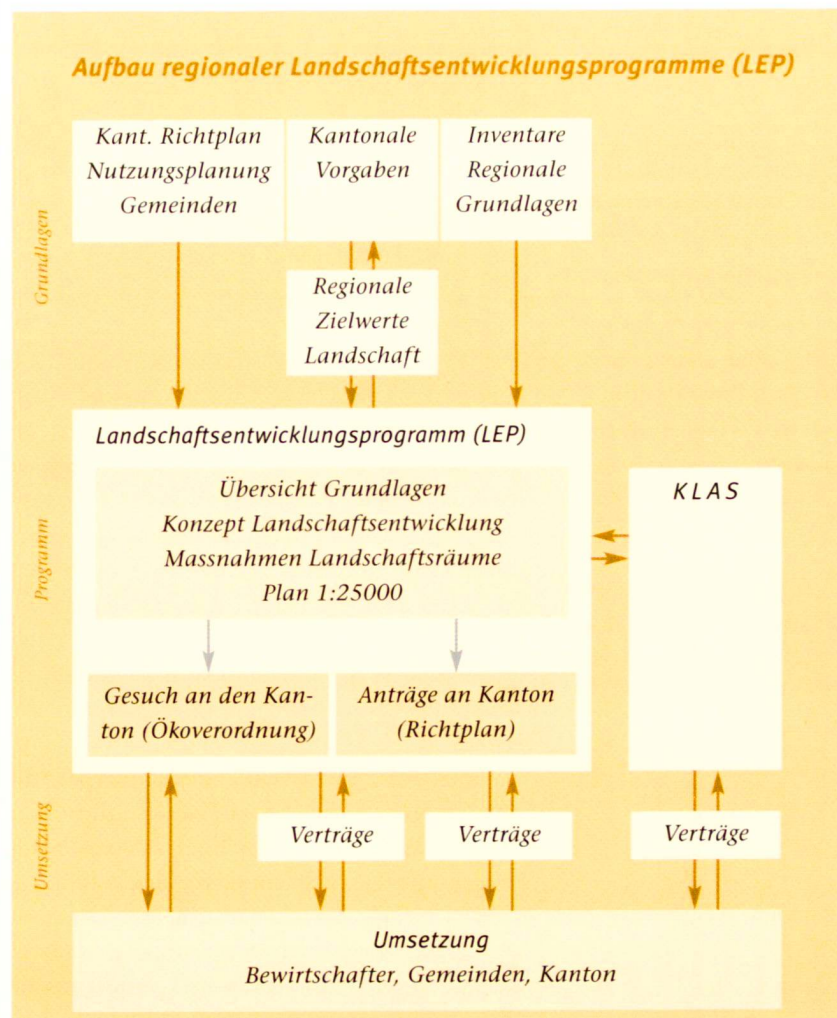 Aufbau regionaler Landschaftsentwicklungsprogramme (LEP)
Grundlagen
Kant. Richtplan
Nutzungsplanung
Gemeinden
Kantonale
Vorgaben
Inventare
Regionale
Grundlagen
Regionale
Zielwerte
Landschaft
Programm
Landschaftsentwicklungsprogramm (LEP)
Übersicht Grundlagen
Konzept Landschaftsentwicklung
Massnahmen Landschaftsräume
Plan 1:25000
Gesuch an den Kan-
ton (Ökoverordnung)
Anträge an Kanton
(Richtplan)
KLAS
Umsetzung
Verträge
Verträge
Verträge
Umsetzung
Bewirtschafter, Gemeinden, Kanton